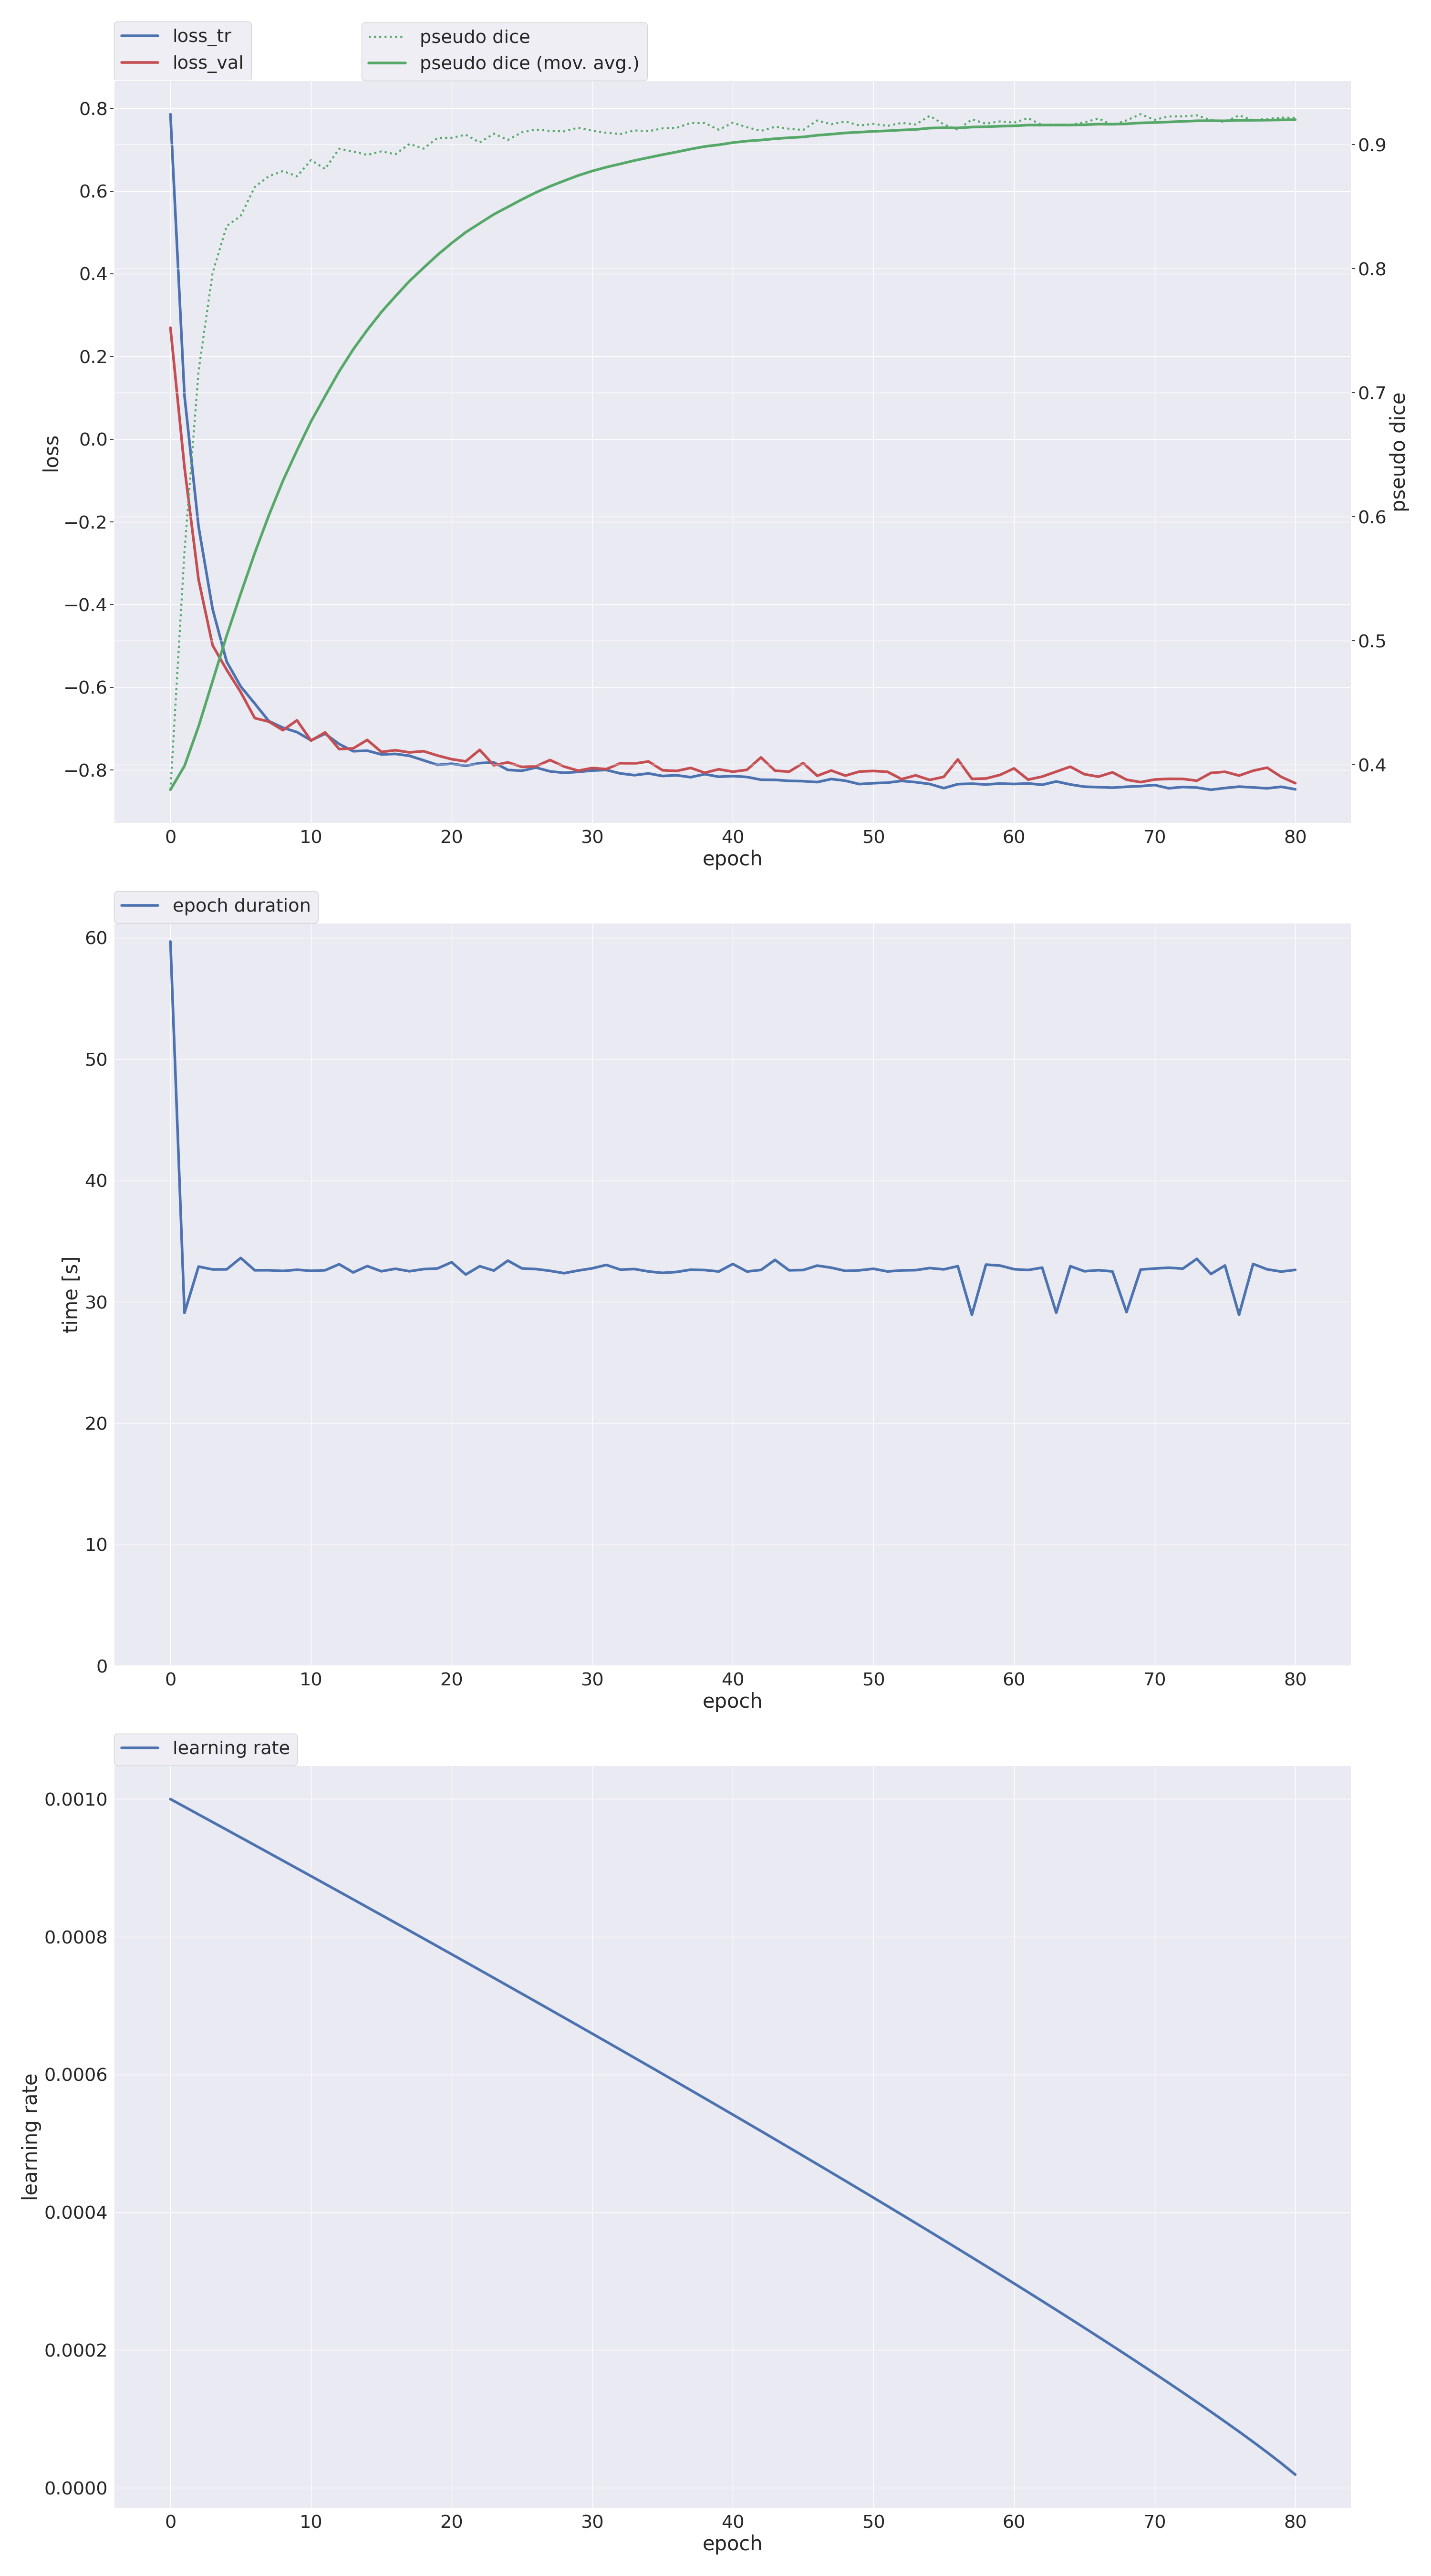 loss_tr
loss_val
pseudo dice
pseudo dice (mov. avg.)
0.8
0.6
0.4
0.2
0.0
−0.2
−0.4
−0.6
−0.8
loss
0.9
0.8
0.7
0.6
0.5
0.4
pseudo dice
0 10 20 30 40 50 60 70 80
epoch
epoch duration
60
50
40
30
20
10
0
time [s]
0 10 20 30 40 50 60 70 80
epoch
learning rate
0.0010
0.0008
0.0006
0.0004
0.0002
0.0000
learning rate
0 10 20 30 40 50 60 70 80
epoch